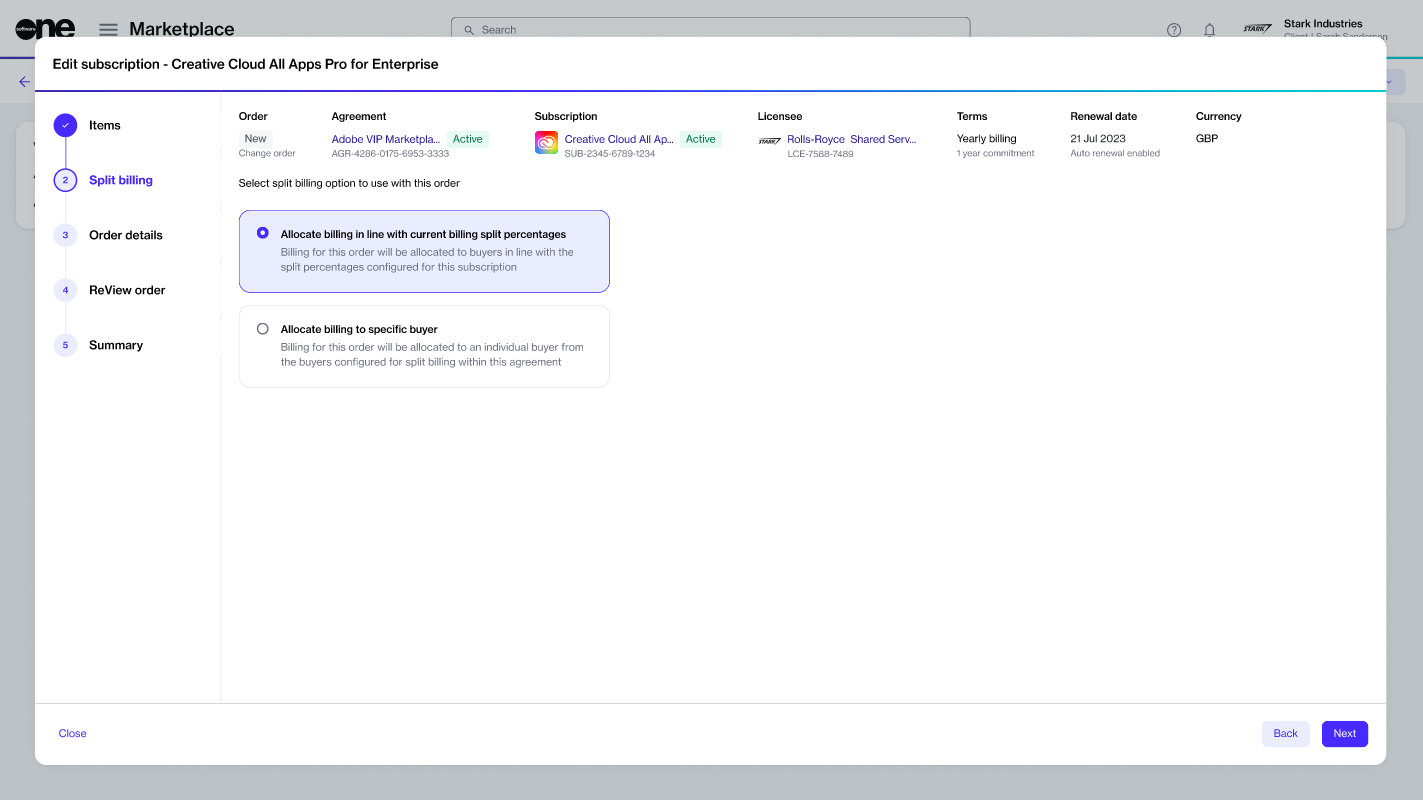 software one
Marketplace
Search
STARK
Stark Industries
Client | Sarah Sanderson
Edit subscription - Creative Cloud All Apps Pro for Enterprise
Items
2 Split billing
3 Order details
4 ReView order
5 Summary
Order
New
Change order
Agreement
Adobe VIP Marketpla... Active
AGR-4286-0175-6953-3333
Subscription
Creative Cloud All Ap... Active
SUB-2345-6789-1234
Licensee
STARK Rolls-Royce Shared Serv...
LCE-7588-7489
Terms
Yearly billing
1 year commitment
Renewal date
21 Jul 2023
Auto renewal enabled
Currency
GBP
Select split billing option to use with this order
Allocate billing in line with current billing split percentages
Billing for this order will be allocated to buyers in line with the
split percentages configured for this subscription
Allocate billing to specific buyer
Billing for this order will be allocated to an individual buyer from
the buyers configured for split billing within this agreement
Close
Back
Next